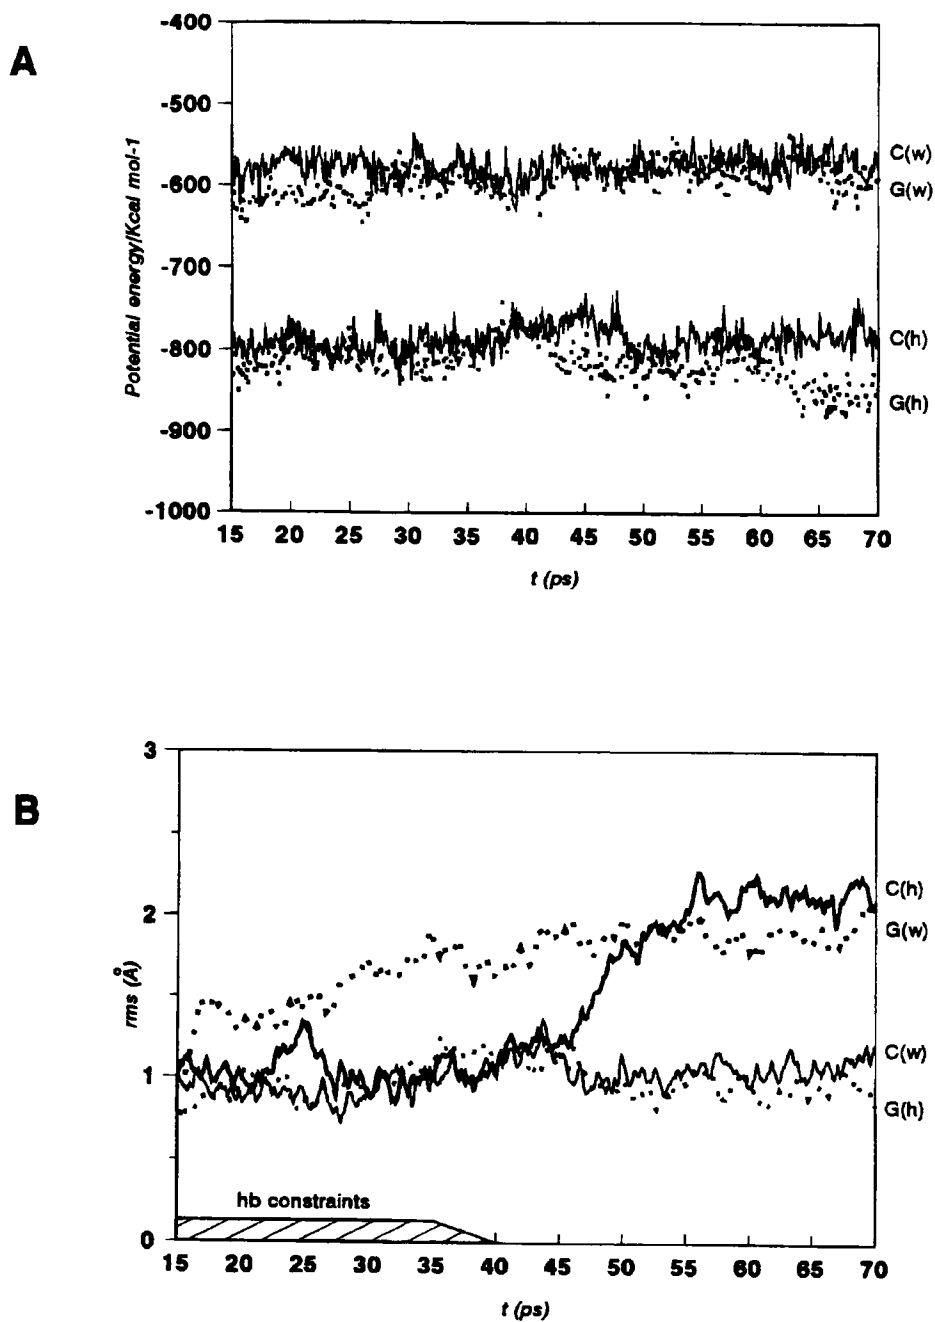 A
-400
-500
-600
-700
-800
-900
-1000
Potential energy/Kcal mol-1
C(w)
G(w)
C(h)
G(h)
15 20 25 30 35 40 45 50 55 60 65 70
t (ps)
B
3
2
1
0
rms (Å)
C(h)
G(w)
C(w)
G(h)
hb constraints
15 20 25 30 35 40 45 50 55 60 65 70
t (ps)